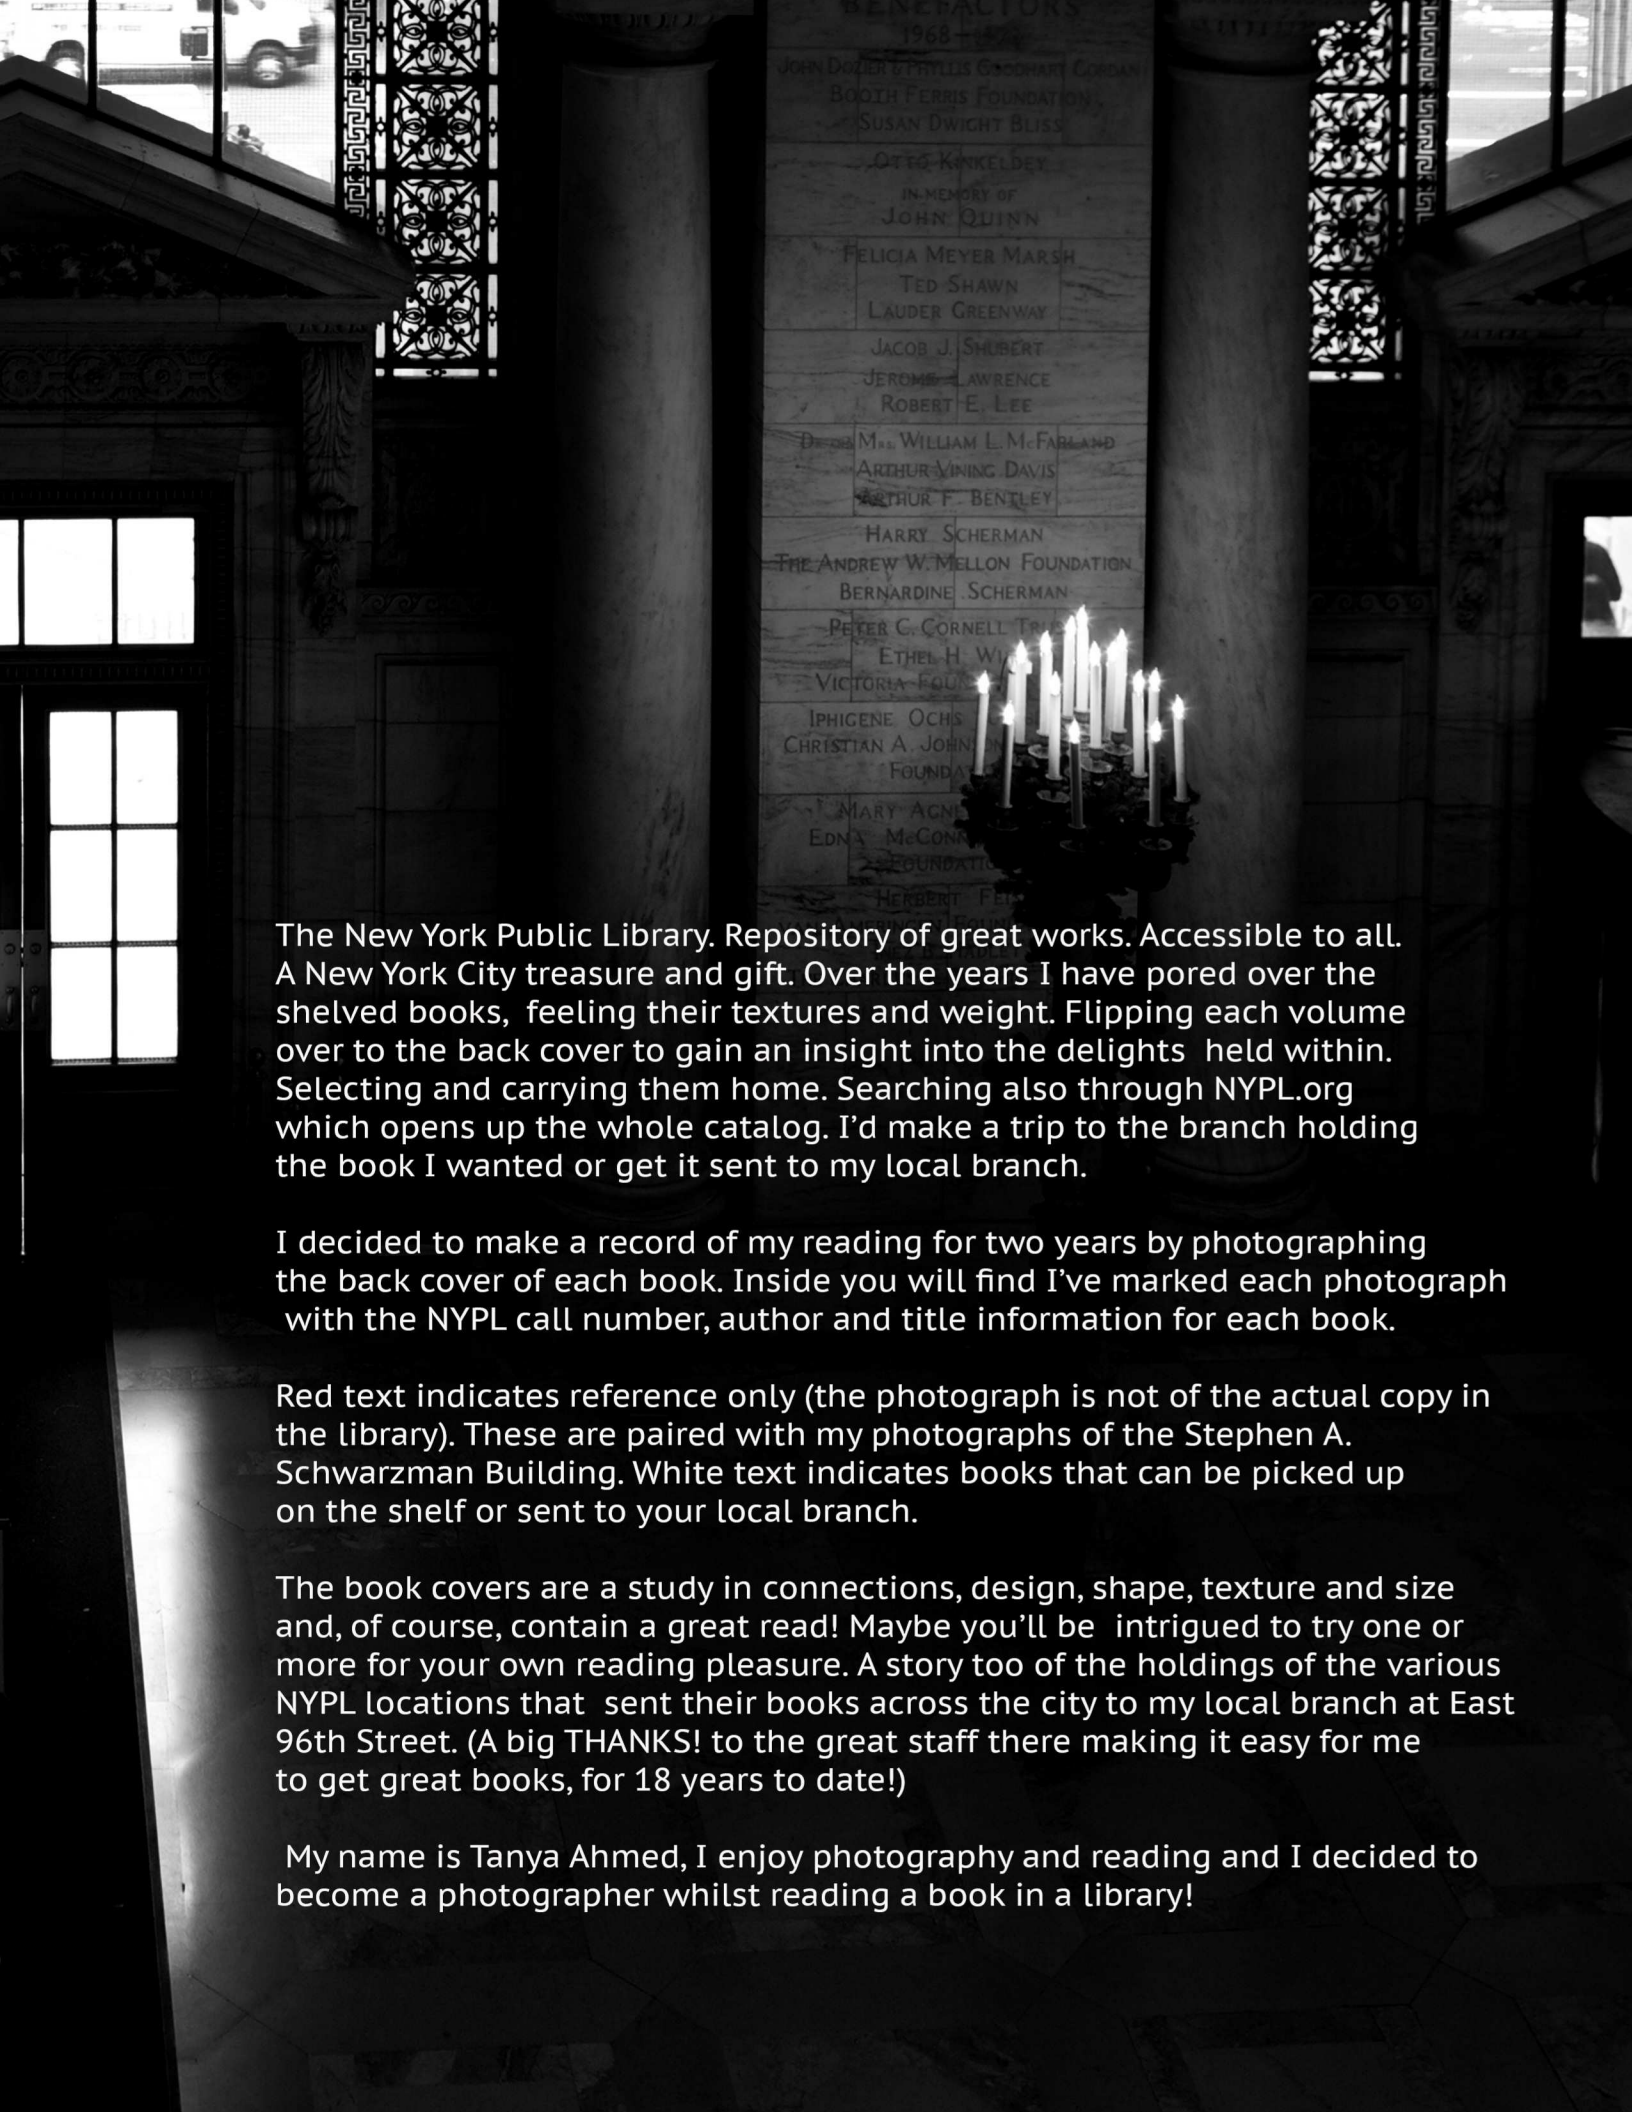 BENEFACTORS
1968
JOHN DOZIER & PHYLLIS GOODHART GORDAN
BOOTH FERRIS FOUNDATION
SUSAN DWIGHT BLISS
OTTO KINKELDEY
IN MEMORY OF
JOHN QUINN
FELICIA MEYER MARSH
TED SHAWN
LAUDER GREENWAY
JACOB J. SHUBERT
JEROME LAWRENCE
ROBERT E. LEE
WILLIAM L. McFARLAND
ARTHUR VINING DAVIS
ARTHUR F. BENTLEY
HARRY SCHERMAN
THE ANDREW W. MELLON FOUNDATION
BERNARDINE SCHERMAN
PETER C. CORNELL
ETHEL H.
VICTORIA
IPHIGENE OCHS
CHRISTIAN A.
MARY
EDNA
HERBERT
The New York Public Library. Repository of great works. Accessible to all.
A New York City treasure and gift. Over the years I have pored over the
shelved books,  feeling their textures and weight. Flipping each volume
over to the back cover to gain an insight into the delights  held within.
Selecting and carrying them home. Searching also through NYPL.org
which opens up the whole catalog. I’d make a trip to the branch holding
the book I wanted or get it sent to my local branch.
I decided to make a record of my reading for two years by photographing
the back cover of each book. Inside you will find I’ve marked each photograph
with the NYPL call number, author and title information for each book.
Red text indicates reference only (the photograph is not of the actual copy in
the library). These are paired with my photographs of the Stephen A.
Schwarzman Building. White text indicates books that can be picked up
on the shelf or sent to your local branch.
The book covers are a study in connections, design, shape, texture and size
and, of course, contain a great read! Maybe you’ll be  intrigued to try one or
more for your own reading pleasure. A story too of the holdings of the various
NYPL locations that  sent their books across the city to my local branch at East
96th Street. (A big THANKS! to the great staff there making it easy for me
to get great books, for 18 years to date!)
My name is Tanya Ahmed, I enjoy photography and reading and I decided to
become a photographer whilst reading a book in a library!